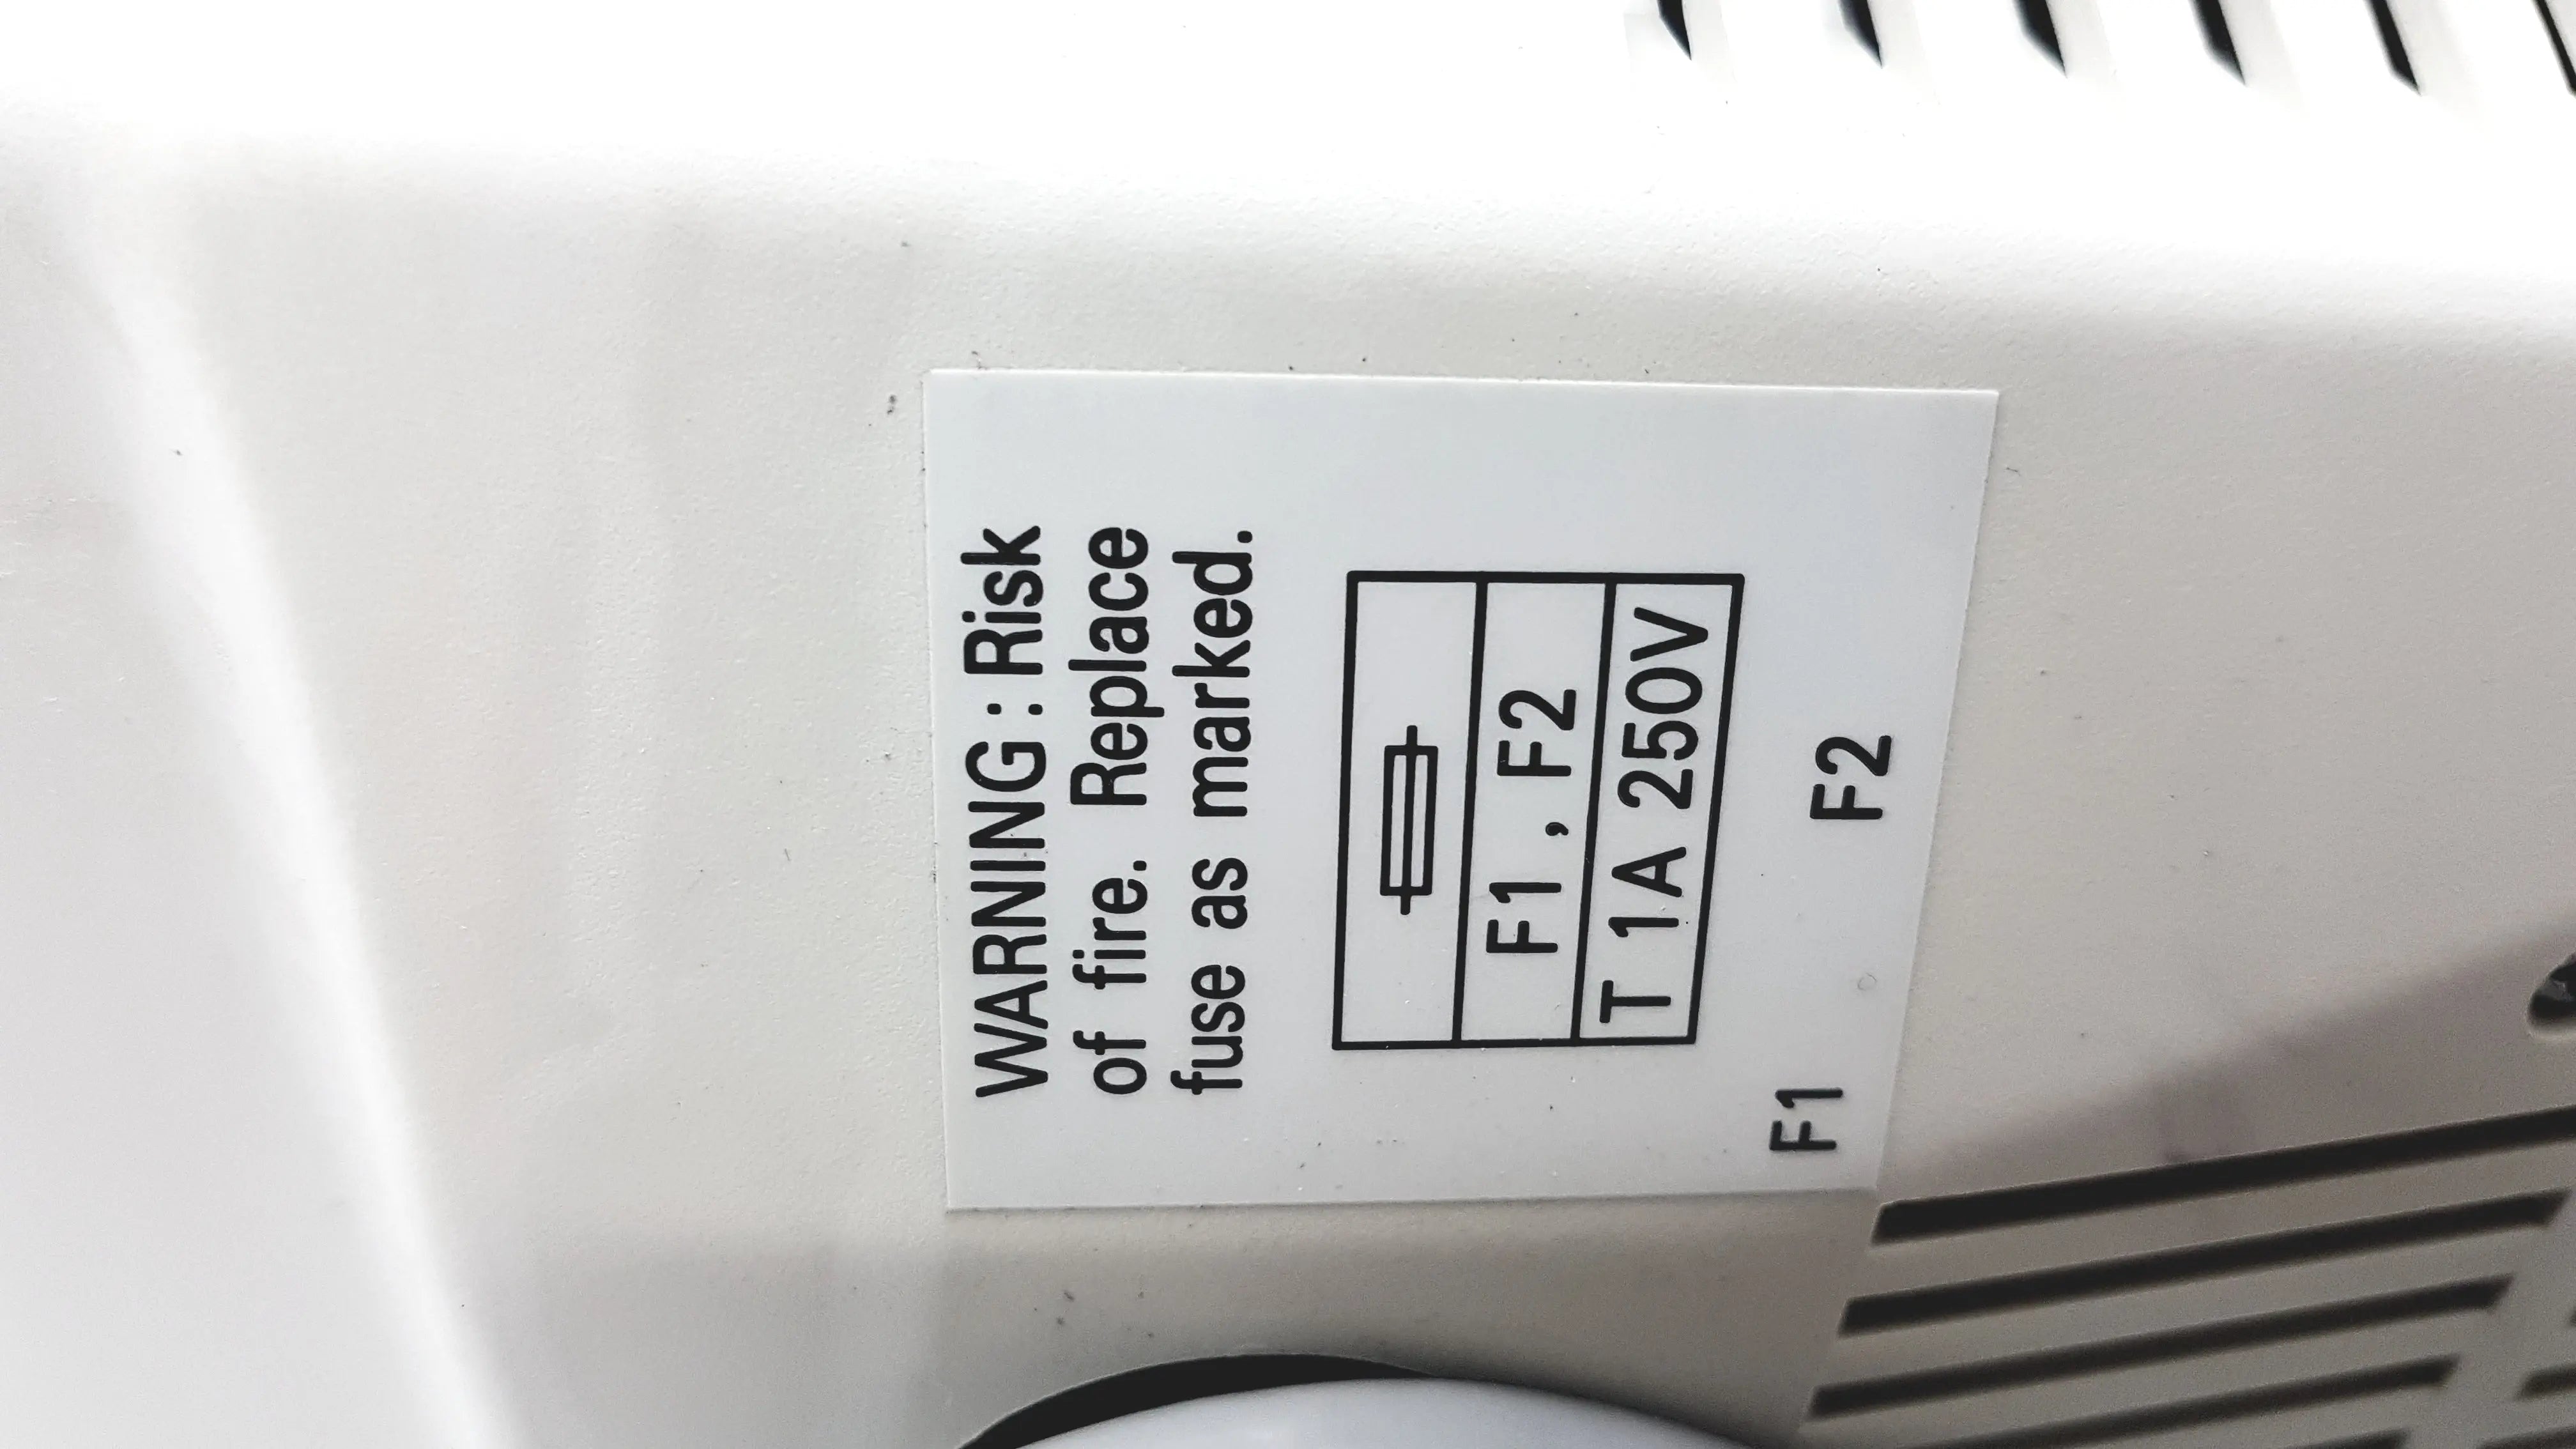 WARNING : Risk
of fire. Replace
fuse as marked.
F1 , F2
T 1A 250V
F1
F2